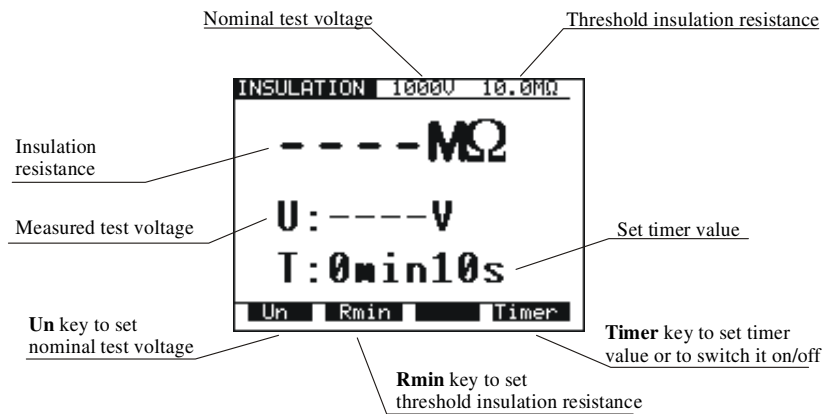 Nominal test voltage
Threshold insulation resistance
INSULATION 1000V 10.0MΩ
Insulation
resistance
----MΩ
Measured test voltage
U:----V
Set timer value
T:0min10s
Un Rmin Timer
Un key to set
nominal test voltage
Timer key to set timer
value or to switch it on/off
Rmin key to set
threshold insulation resistance